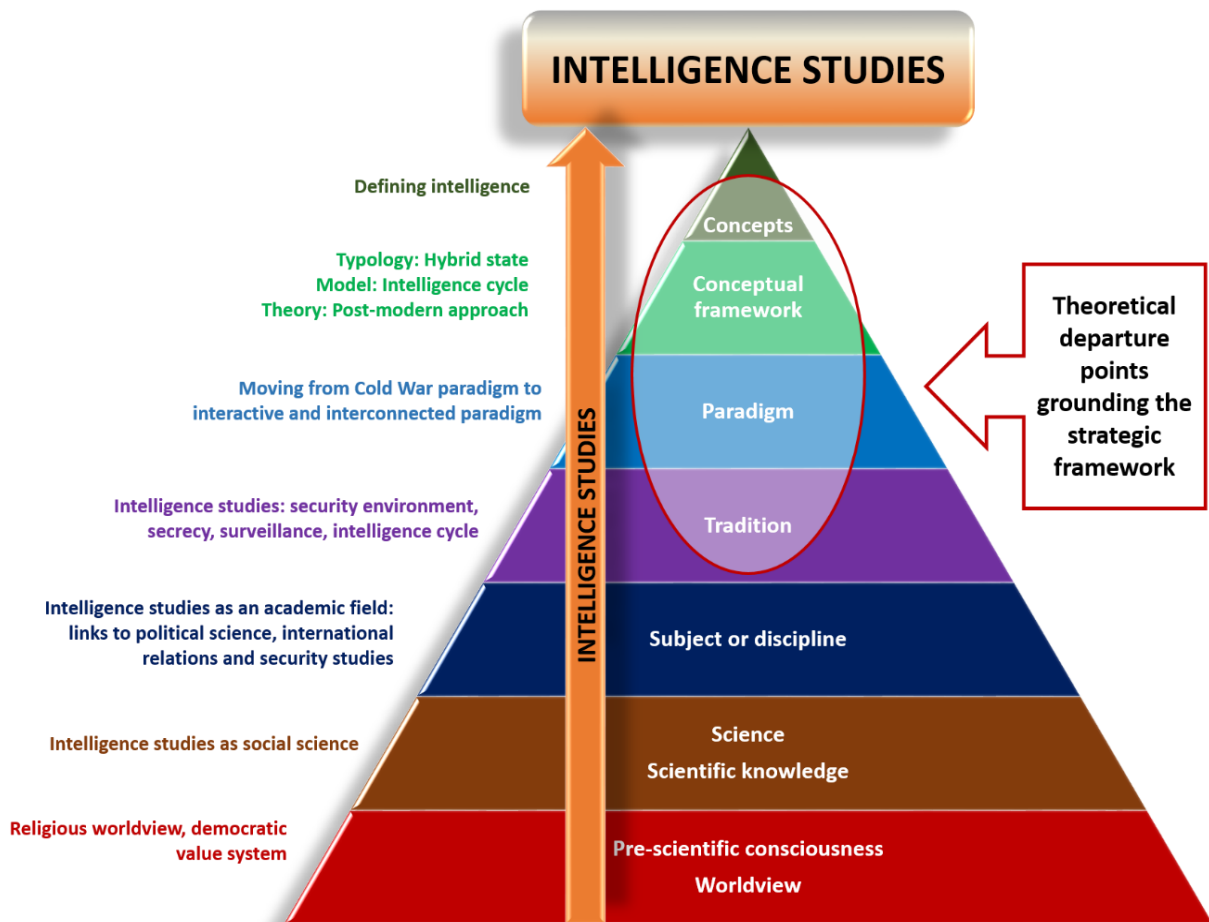 INTELLIGENCE STUDIES
Defining intelligence
Concepts
Typology: Hybrid state
Model: Intelligence cycle
Theory: Post-modern approach
Conceptual
framework
Moving from Cold War paradigm to
interactive and interconnected paradigm
Paradigm
Intelligence studies: security environment,
secrecy, surveillance, intelligence cycle
Tradition
Intelligence studies as an academic field:
links to political science, international
relations and security studies
Subject or discipline
Intelligence studies as social science
Science
Scientific knowledge
Religious worldview, democratic
value system
Pre-scientific consciousness
Worldview
INTELLIGENCE STUDIES
Theoretical
departure
points
grounding the
strategic
framework